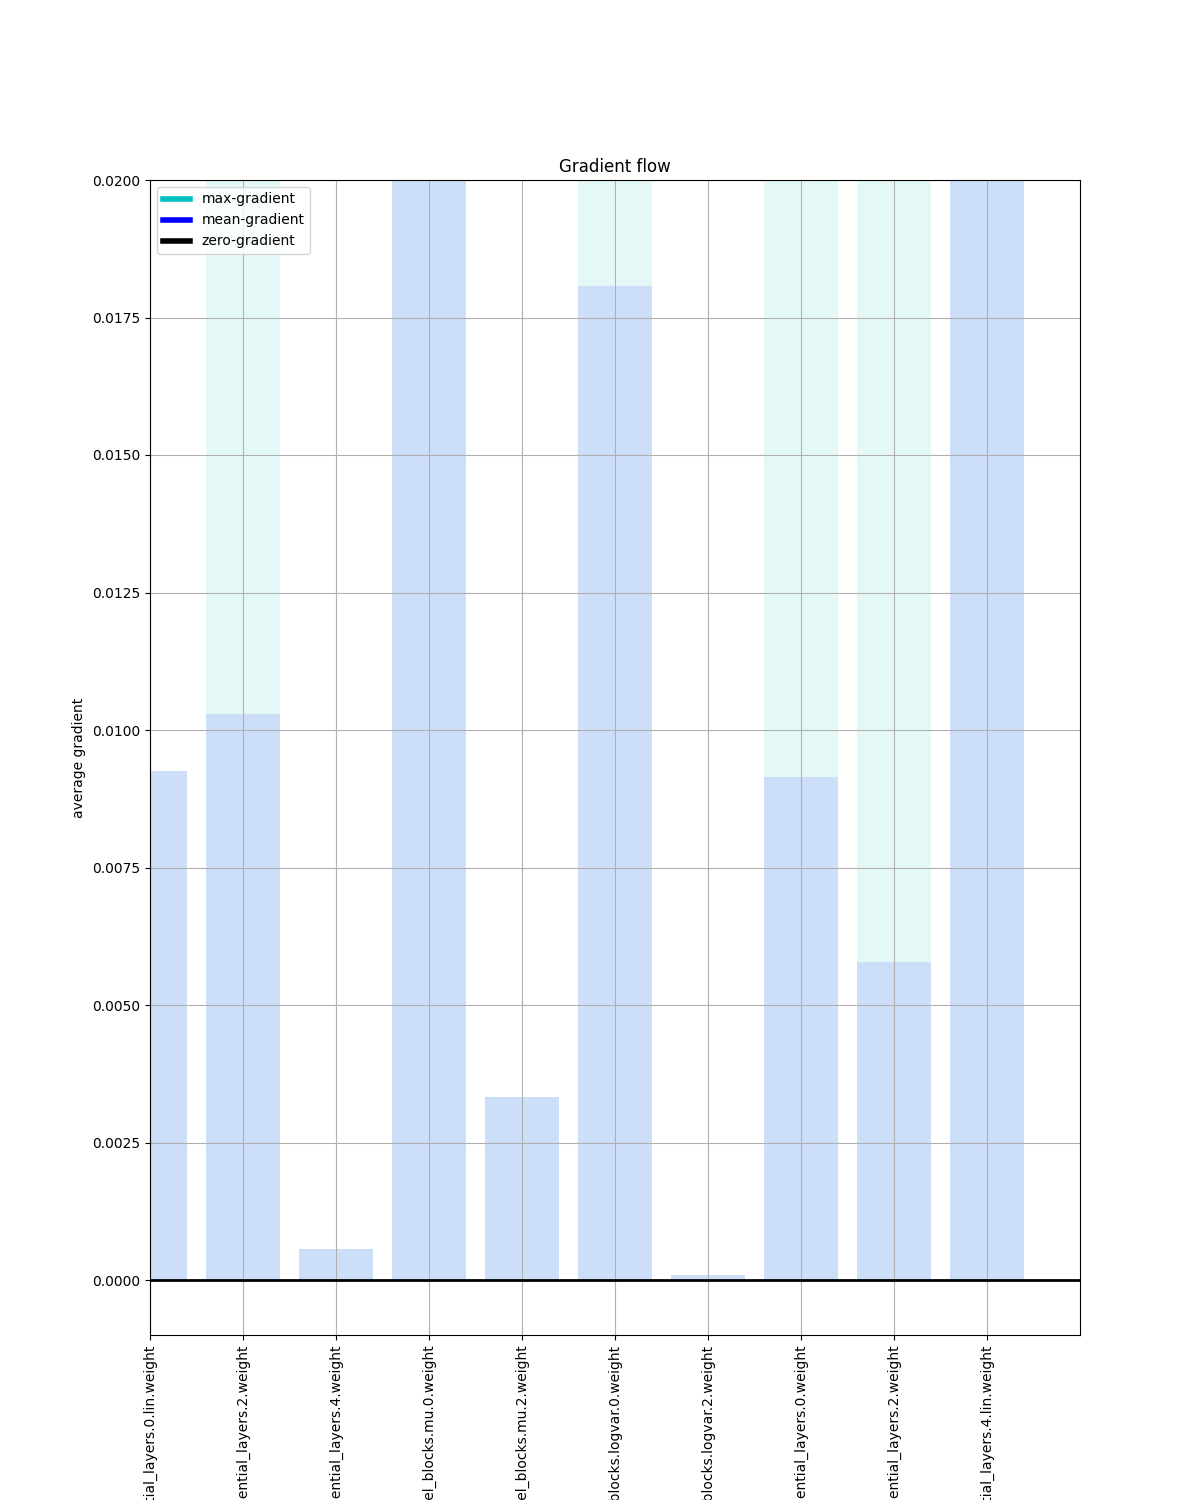 Gradient flow
max-gradient
mean-gradient
zero-gradient
0.0200
0.0175
0.0150
0.0125
0.0100
0.0075
0.0050
0.0025
0.0000
average gradient
tial_layers.0.lin.weight
ential_layers.2.weight
ential_layers.4.weight
el_blocks.mu.0.weight
el_blocks.mu.2.weight
blocks.logvar.0.weight
blocks.logvar.2.weight
ential_layers.0.weight
ential_layers.2.weight
tial_layers.4.lin.weight